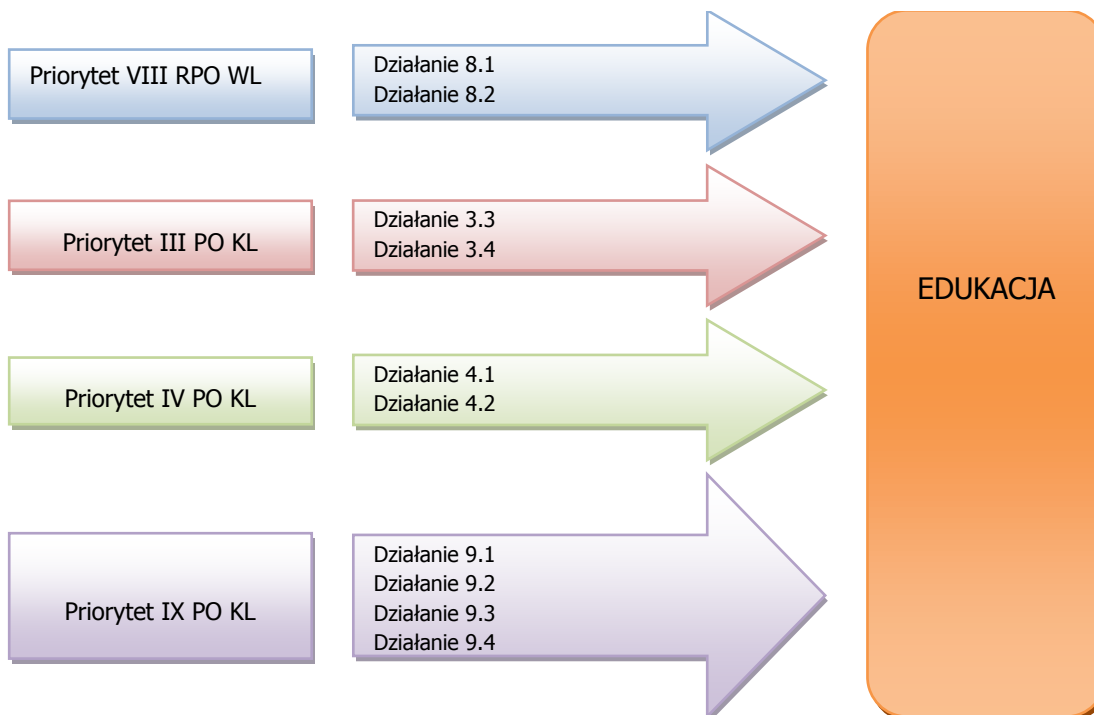 Priorytet VIII RPO WL
Działanie 8.1
Działanie 8.2
Priorytet III PO KL
Działanie 3.3
Działanie 3.4
Priorytet IV PO KL
Działanie 4.1
Działanie 4.2
Priorytet IX PO KL
Działanie 9.1
Działanie 9.2
Działanie 9.3
Działanie 9.4
EDUKACJA